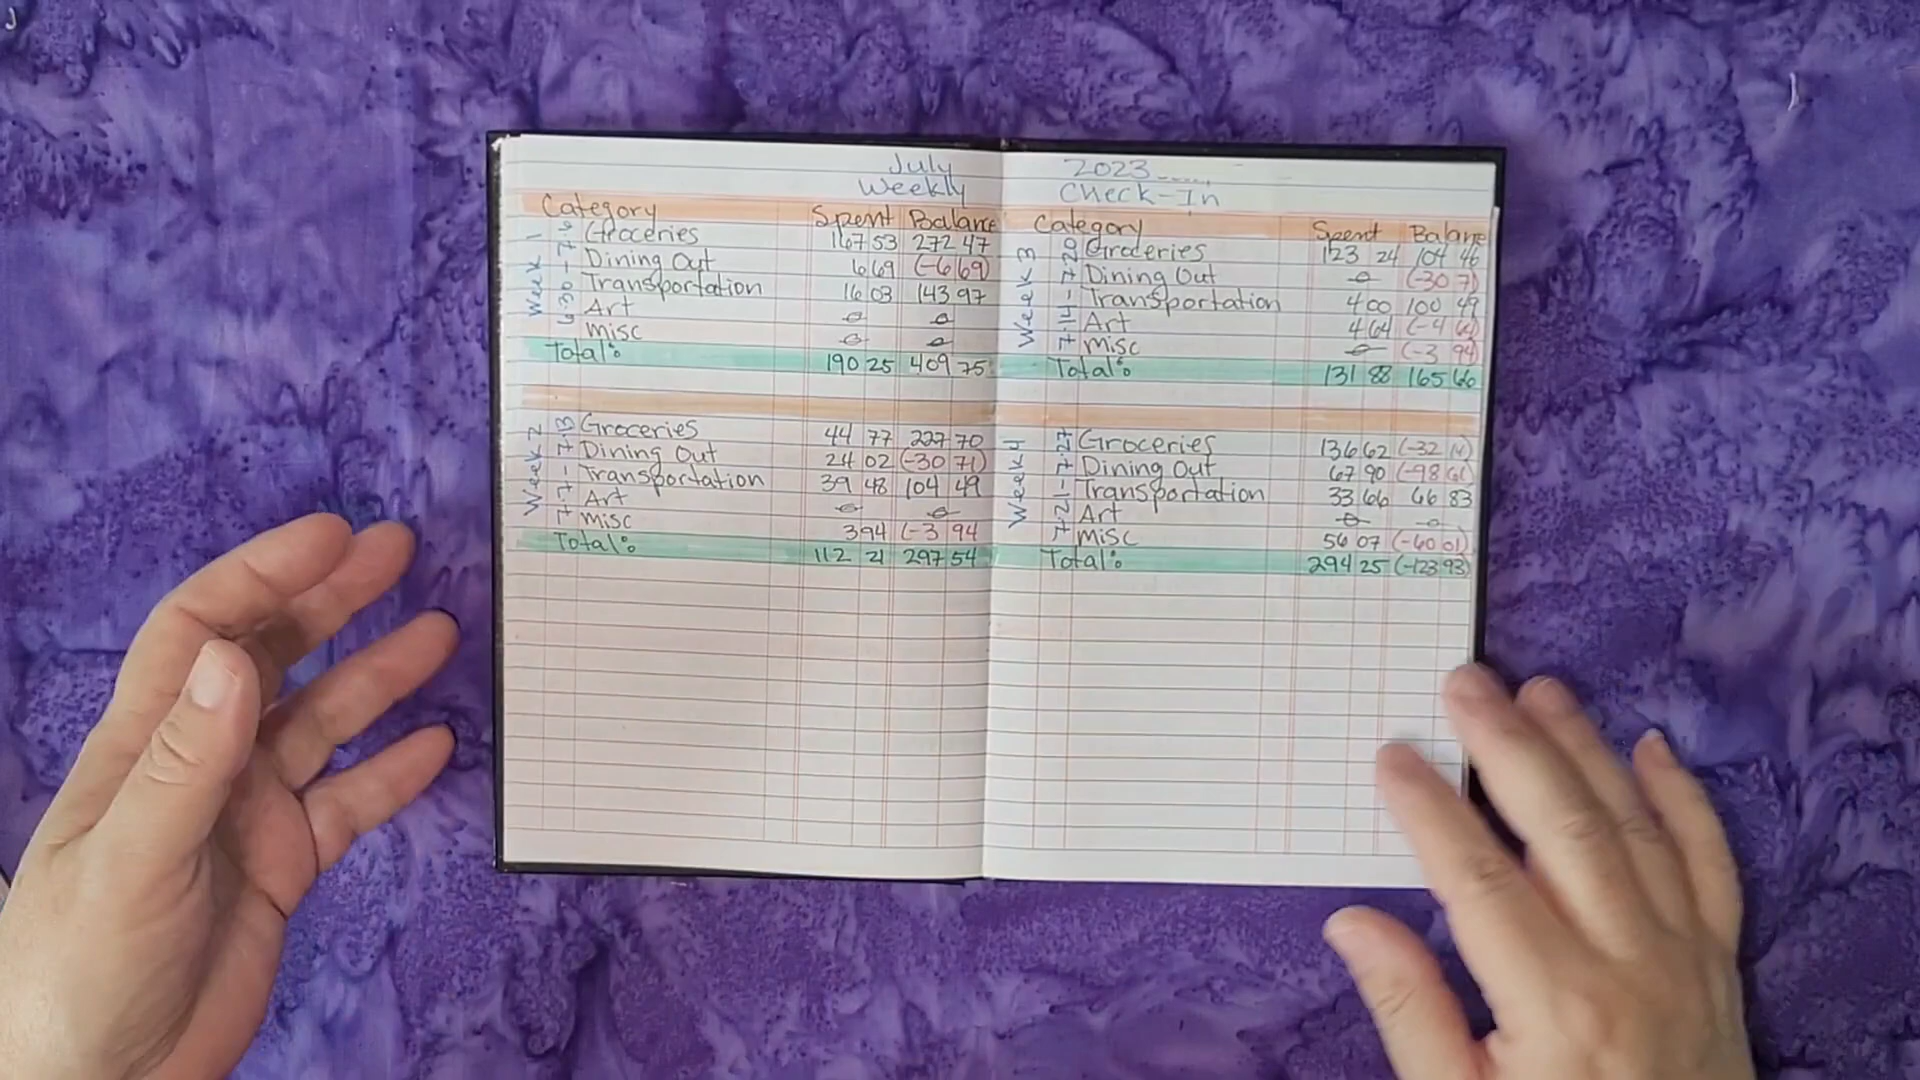 July 2023
Weekly Check-In
Category Spent Balance
Week 1
6 30 - 7 6
Groceries 167 53 272 47
Dining Out 6 69 (-6 69)
Transportation 16 03 143 97
Art ⦵ ⦵
Misc ⦵ ⦵
Total: 190 25 409 75
Week 2
7 7 - 7 13
Groceries 44 77 227 70
Dining Out 24 02 (-30 71)
Transportation 39 48 104 49
Art ⦵ ⦵
Misc 3 94 (-3 94
Total: 112 21 297 54
Category Spent Balance
Week 3
7 14 - 7 20
Groceries 123 24 104 46
Dining Out ⦵ (-30 7)
Transportation 4 00 100 49
Art 4 64 (-4 64)
Misc ⦵ (-3 94)
Total: 131 88 165 66
Week 4
7 21 - 7 27
Groceries 136 62 (-32
Dining Out 67 90 (-98 61)
Transportation 33 66 66 83
Art ⦵ ⦵
Misc 56 07 (-60 01)
Total: 294 25 (-123 93)